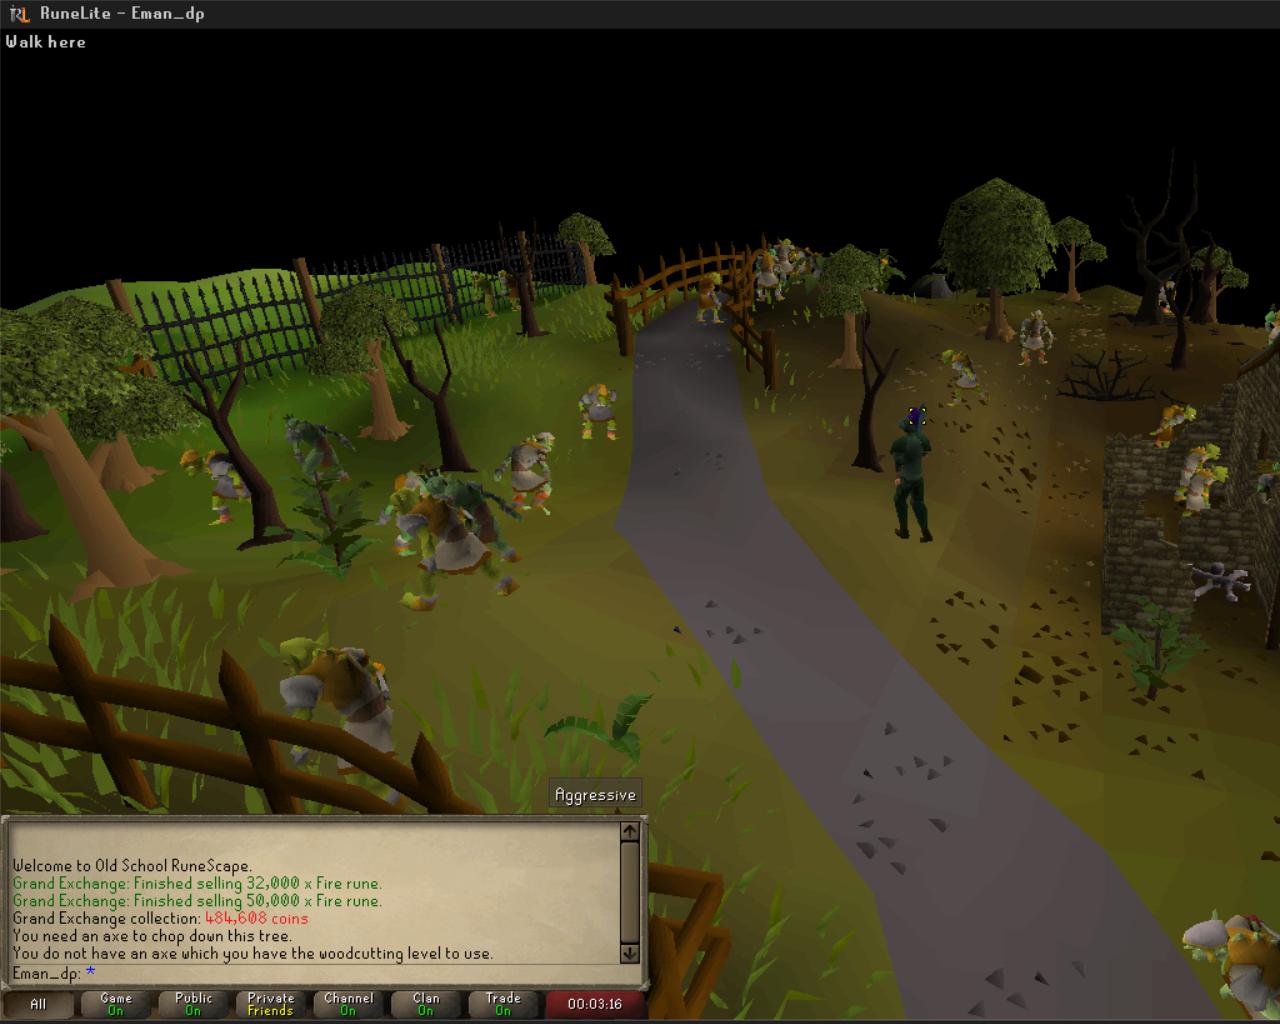 RuneLite - Eman_dp
Walk here
Aggressive
Welcome to Old School RuneScape.
Grand Exchange: Finished selling 32,000 x Fire rune.
Grand Exchange: Finished selling 50,000 x Fire rune.
Grand Exchange collection: 484,608 coins
You need an axe to chop down this tree.
You do not have an axe which you have the woodcutting level to use.
Eman_dp: *
All
Game
On
Public
On
Private
Friends
Channel
On
Clan
On
Trade
On
00:03:16